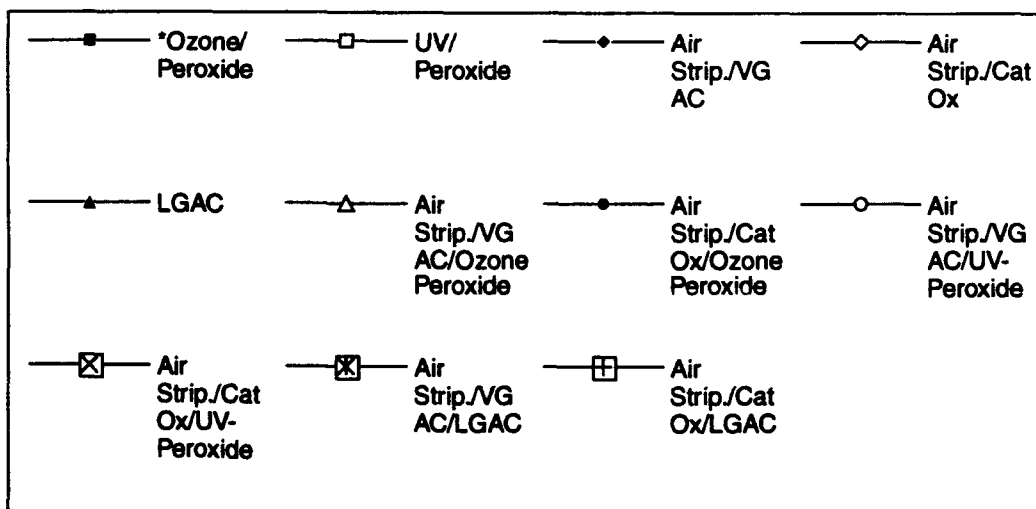 *Ozone/
Peroxide
UV/
Peroxide
Air
Strip./VG
AC
Air
Strip./Cat
Ox
LGAC
Air
Strip./VG
AC/Ozone
Peroxide
Air
Strip./Cat
Ox/Ozone
Peroxide
Air
Strip./VG
AC/UV-
Peroxide
Air
Strip./Cat
Ox/UV-
Peroxide
Air
Strip./VG
AC/LGAC
Air
Strip./Cat
Ox/LGAC